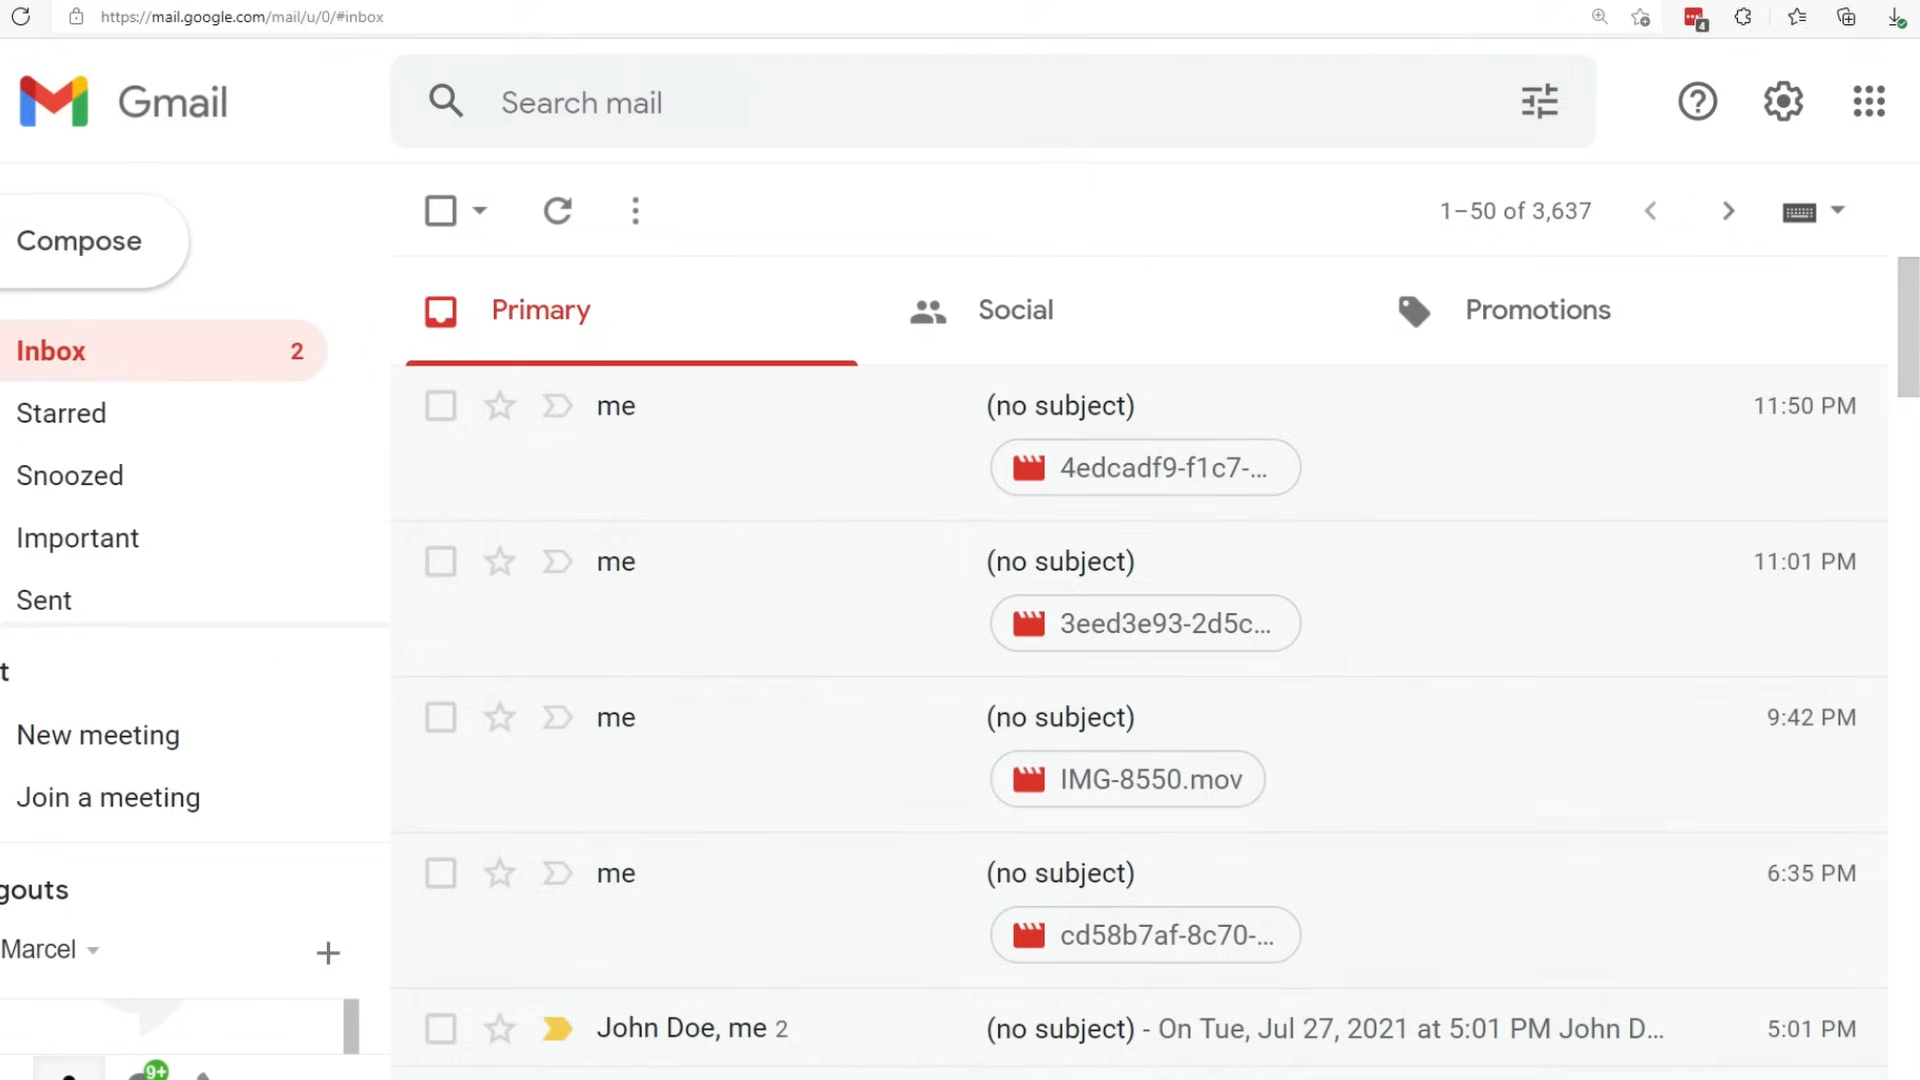 https://mail.google.com/mail/u/0/#inbox
4
Gmail
Search mail
Compose
1–50 of 3,637
Primary
Social
Promotions
Inbox 2
Starred
Snoozed
Important
Sent
t
New meeting
Join a meeting
gouts
Marcel
9+
me (no subject) 11:50 PM
4edcadf9-f1c7-...
me (no subject) 11:01 PM
3eed3e93-2d5c...
me (no subject) 9:42 PM
IMG-8550.mov
me (no subject) 6:35 PM
cd58b7af-8c70-...
John Doe, me 2 (no subject) - On Tue, Jul 27, 2021 at 5:01 PM John D... 5:01 PM